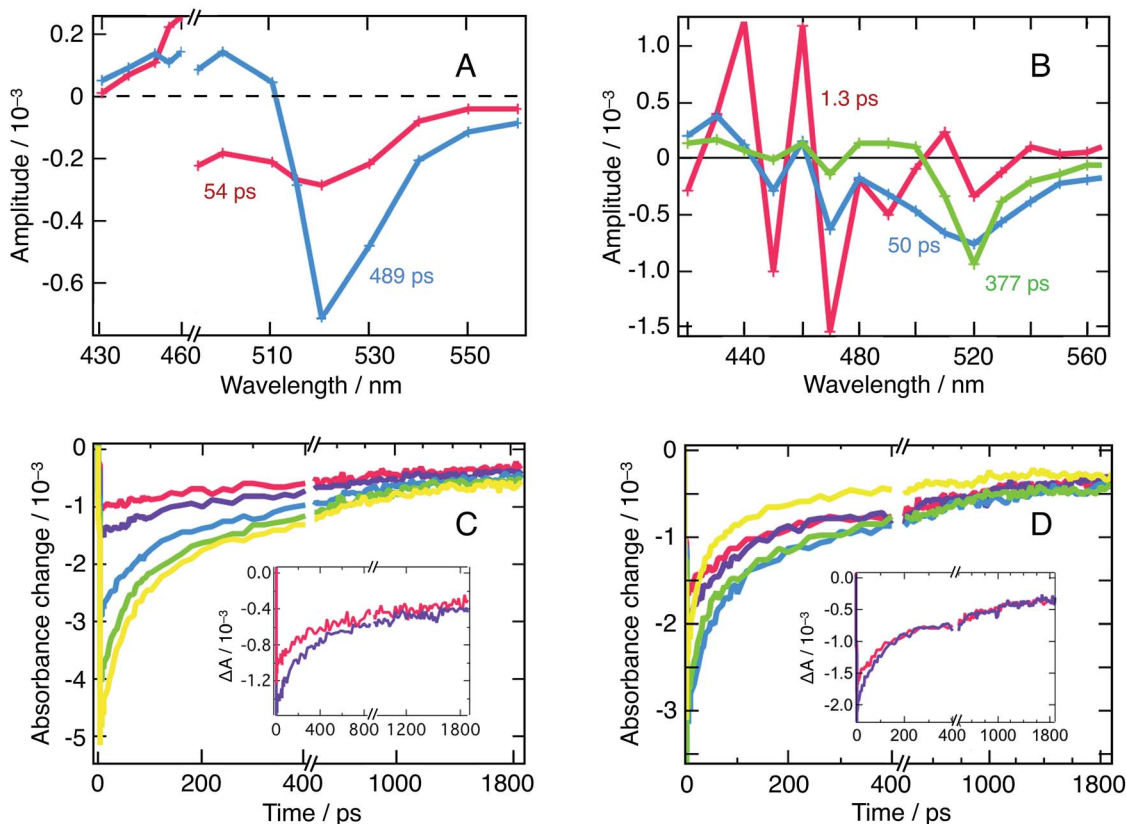 0.2
0
-0.2
-0.4
-0.6
Amplitude / 10⁻³
A
54 ps
489 ps
430 460 510 530 550
Wavelength / nm
1.0
0.5
0
-0.5
-1.0
-1.5
Amplitude / 10⁻³
B
1.3 ps
50 ps
377 ps
440 480 520 560
Wavelength / nm
0
-1
-2
-3
-4
-5
Absorbance change / 10⁻³
C
0.0
-0.4
-0.8
-1.2
ΔA / 10⁻³
0 400 800 1200 1800
0 200 400 1000 1800
Time / ps
0
-1
-2
-3
Absorbance change / 10⁻³
D
0.0
-0.5
-1.0
-1.5
-2.0
ΔA / 10⁻³
0 200 400 1000 1800
0 200 400 1000 1800
Time / ps